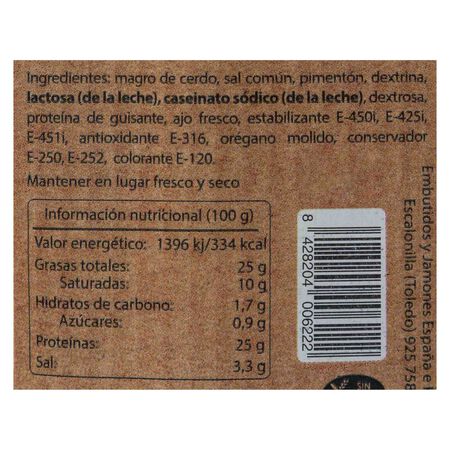 Ingredientes: magro de cerdo, sal común, pimentón, dextrina,
lactosa (de la leche), caseinato sódico (de la leche), dextrosa,
proteína de guisante, ajo fresco, estabilizante E-450i, E-425i,
E-451i, antioxidante E-316, orégano molido, conservador
E-250, E-252, colorante E-120.
Mantener en lugar fresco y seco
Información nutricional (100 g)
Valor energético: 1396 kj/334 kcal
Grasas totales: 25 g
Saturadas: 10 g
Hidratos de carbono: 1,7 g
Azúcares: 0,9 g
Proteínas: 25 g
Sal: 3,3 g
8 428204 006222
Embutidos y Jamones España e
Escalonilla (Toledo) 925 758
SIN